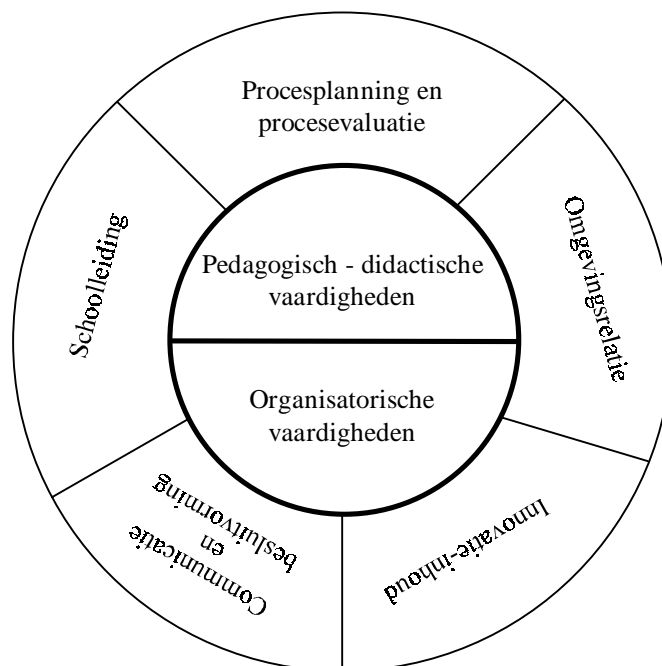 Procesplanning en
procesevaluatie
Omgevingsrelatie
Innovatie-inhoud
Communicatie
en
besluitvorming
Schoolleiding
Pedagogisch - didactische
vaardigheden
Organisatorische
vaardigheden